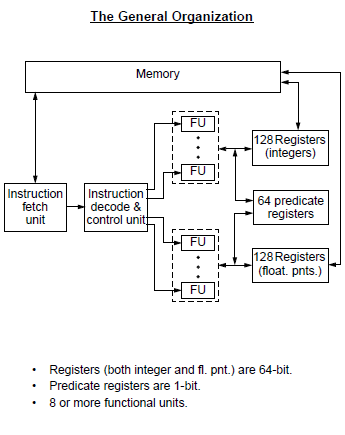 The General Organization
Memory
FU
FU
128 Registers
(integers)
Instruction
fetch
unit
Instruction
decode &
control unit
64 predicate
registers
FU
FU
128 Registers
(float. pnts.)
• Registers (both integer and fl. pnt.) are 64-bit.
• Predicate registers are 1-bit.
• 8 or more functional units.